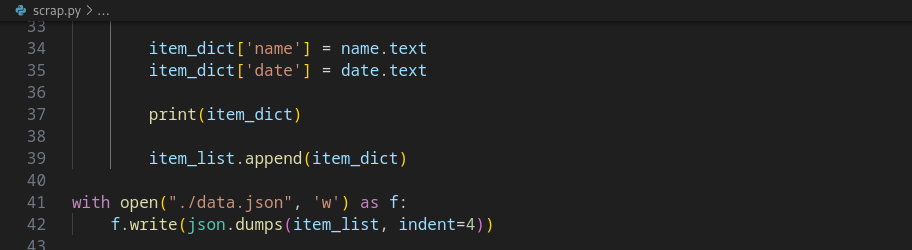 scrap.py > ...
33
34 item_dict['name'] = name.text
35 item_dict['date'] = date.text
36
37 print(item_dict)
38
39 item_list.append(item_dict)
40
41 with open("./data.json", 'w') as f:
42 f.write(json.dumps(item_list, indent=4))
43